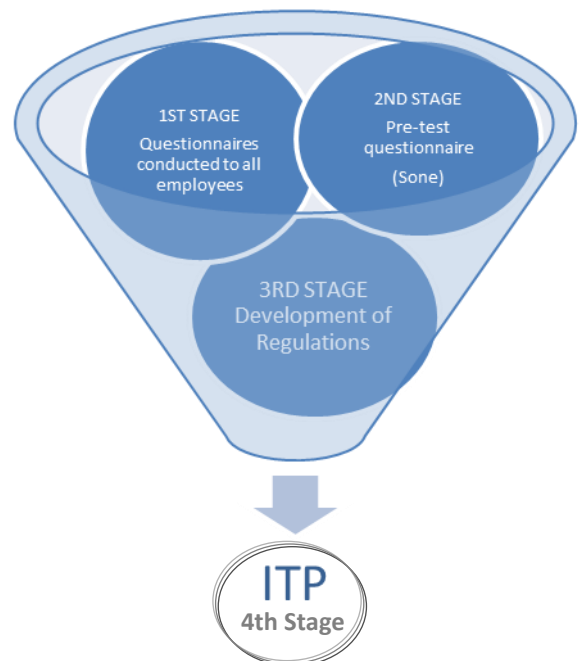 1ST STAGE
Questionnaires
conducted to all
employees
2ND STAGE
Pre-test
questionnaire
(Sone)
3RD STAGE
Development of
Regulations
ITP
4th Stage